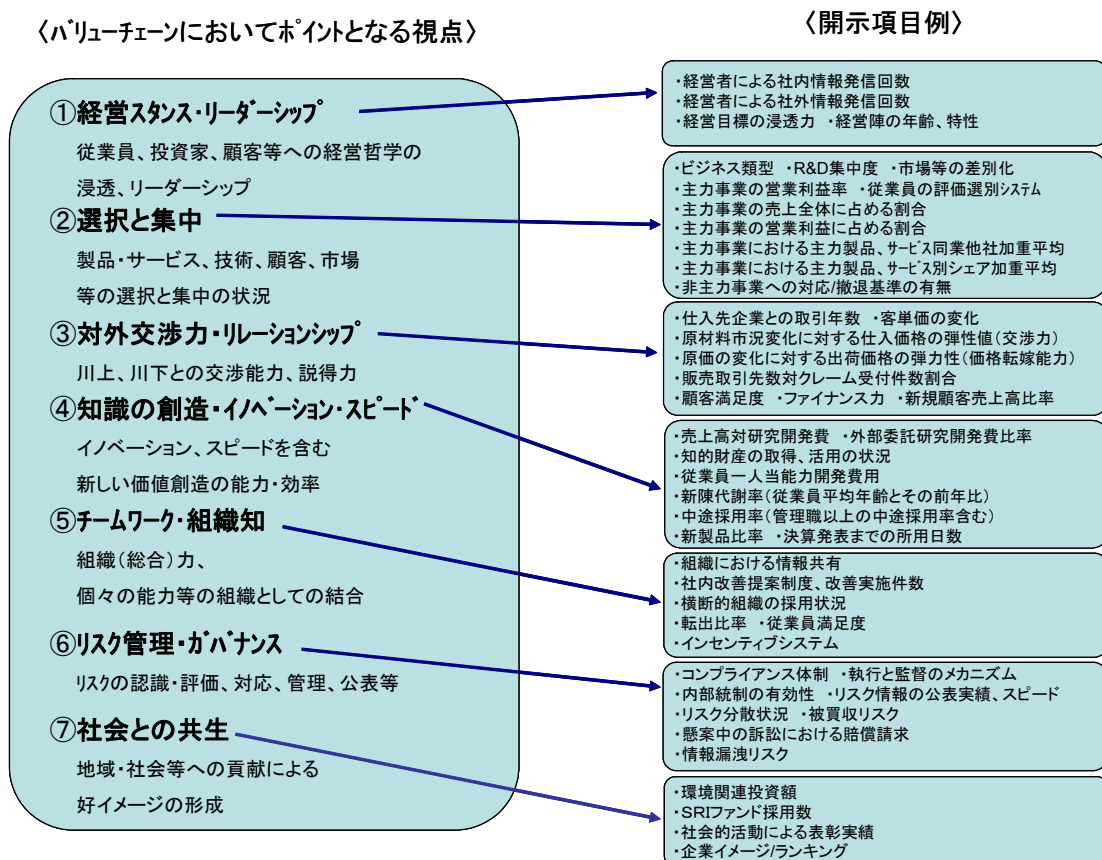 〈バリューチェーンにおいてポイントとなる視点〉
①経営スタンス・リーダーシップ
従業員、投資家、顧客等への経営哲学の
浸透、リーダーシップ
②選択と集中
製品・サービス、技術、顧客、市場
等の選択と集中の状況
③対外交渉力・リレーションシップ
川上、川下との交渉能力、説得力
④知識の創造・イノベーション・スピード
イノベーション、スピードを含む
新しい価値創造の能力・効率
⑤チームワーク・組織知
組織（総合）力、
個々の能力等の組織としての結合
⑥リスク管理・ガバナンス
リスクの認識・評価、対応、管理、公表等
⑦社会との共生
地域・社会等への貢献による
好イメージの形成
〈開示項目例〉
・経営者による社内情報発信回数
・経営者による社外情報発信回数
・経営目標の浸透力 ・経営陣の年齢、特性
・ビジネス類型 ・R&D集中度 ・市場等の差別化
・主力事業の営業利益率 ・従業員の評価選別システム
・主力事業の売上全体に占める割合
・主力事業の営業利益に占める割合
・主力事業における主力製品、サービス同業他社加重平均
・主力事業における主力製品、サービス別シェア加重平均
・非主力事業への対応/撤退基準の有無
・仕入先企業との取引年数 ・客単価の変化
・原材料市況変化に対する仕入価格の弾性値（交渉力）
・原価の変化に対する出荷価格の弾力性（価格転嫁能力）
・販売取引先数対クレーム受付件数割合
・顧客満足度 ・ファイナンス力 ・新規顧客売上高比率
・売上高対研究開発費 ・外部委託研究開発費比率
・知的財産の取得、活用の状況
・従業員一人当能力開発費用
・新陳代謝率（従業員平均年齢とその前年比）
・中途採用率（管理職以上の中途採用率含む）
・新製品比率 ・決算発表までの所用日数
・組織における情報共有
・社内改善提案制度、改善実施件数
・横断的組織の採用状況
・転出比率 ・従業員満足度
・インセンティブシステム
・コンプライアンス体制 ・執行と監督のメカニズム
・内部統制の有効性 ・リスク情報の公表実績、スピード
・リスク分散状況 ・被買収リスク
・懸案中の訴訟における賠償請求
・情報漏洩リスク
・環境関連投資額
・SRIファンド採用数
・社会的活動による表彰実績
・企業イメージ/ランキング